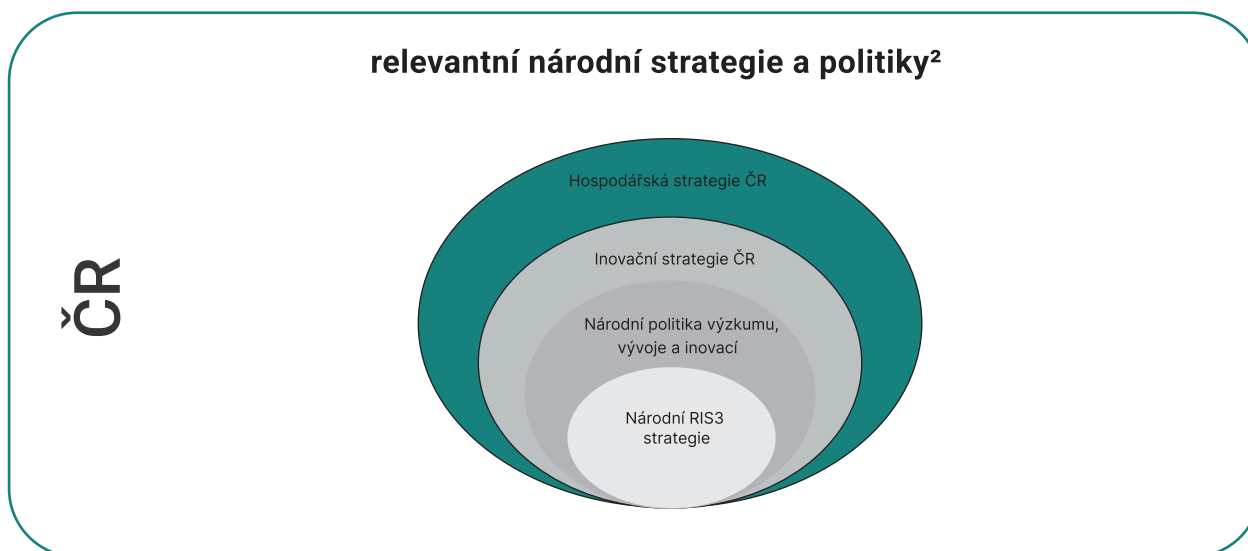 relevantní národní strategie a politiky²
ČR
Hospodářská strategie ČR
Inovační strategie ČR
Národní politika výzkumu,
vývoje a inovací
Národní RIS3
strategie